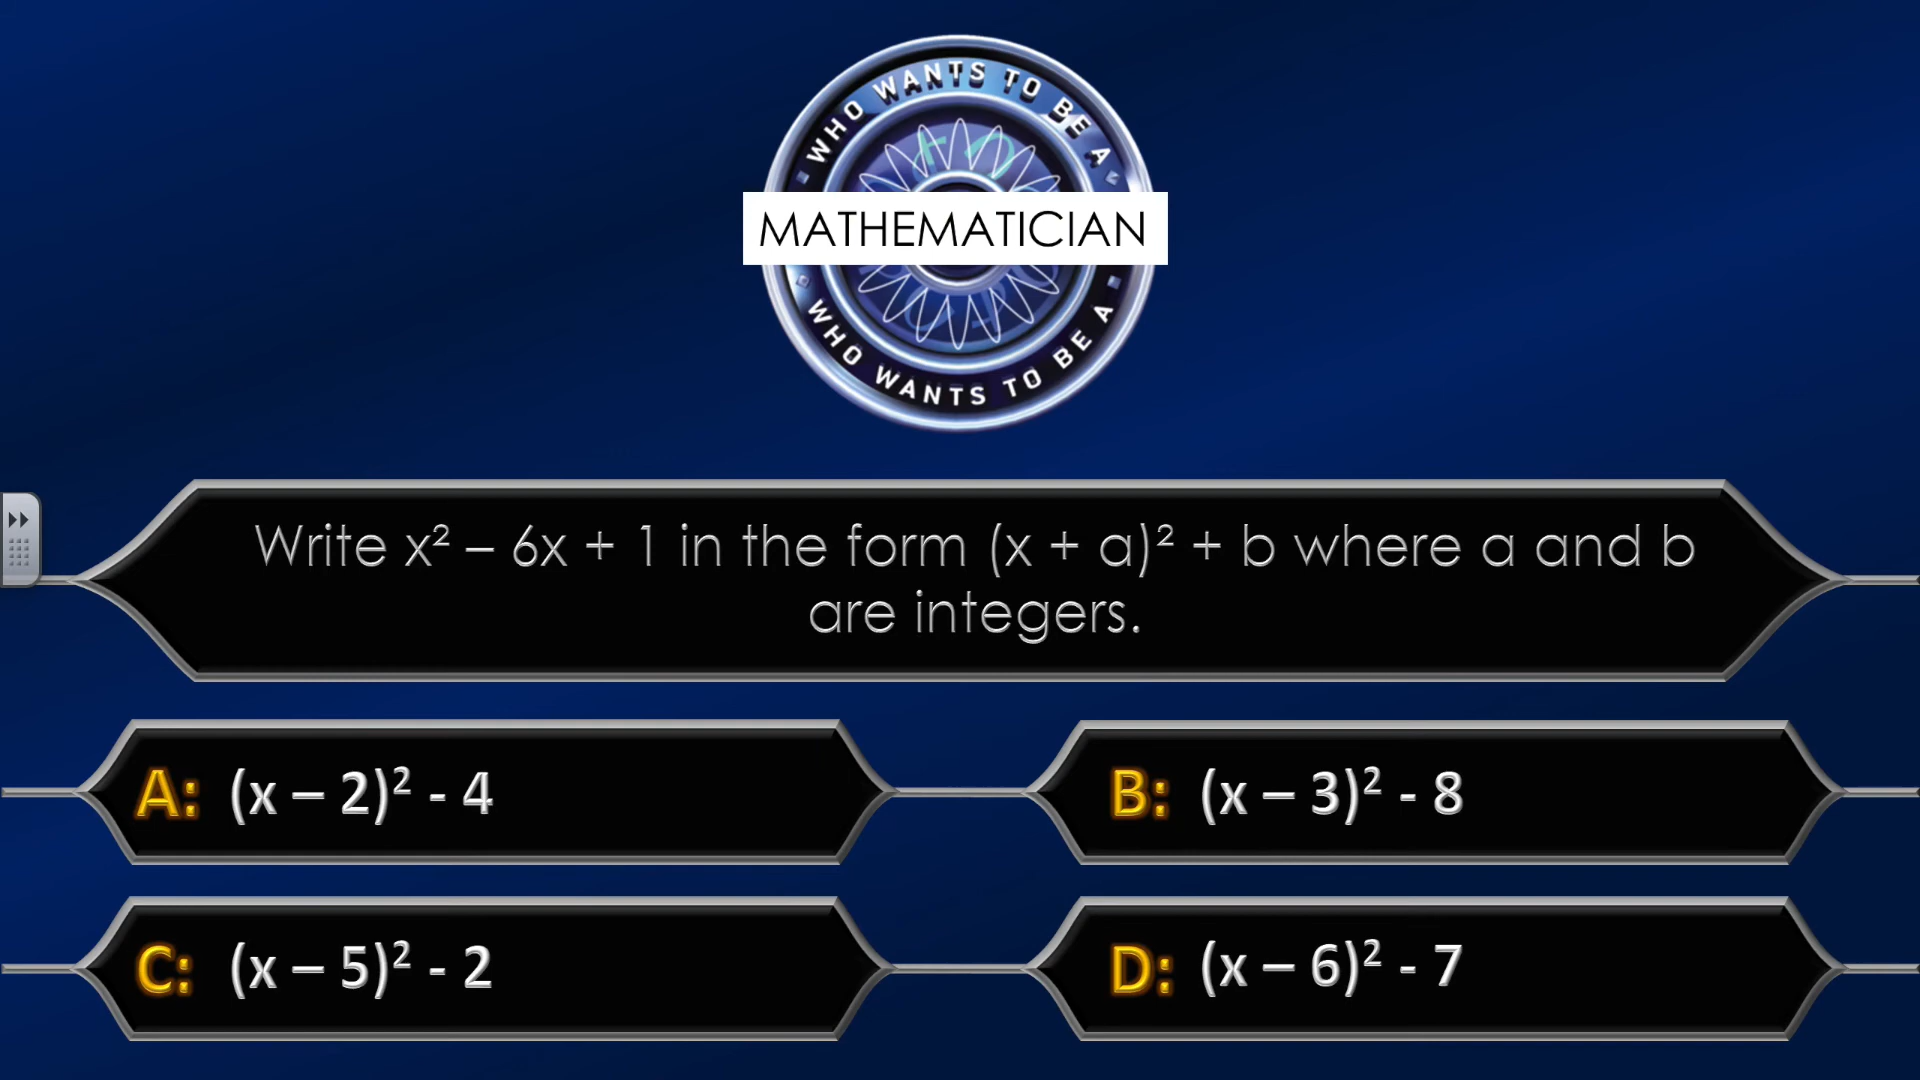 WHO WANTS TO BE A
MATHEMATICIAN
WHO WANTS TO BE A
Write x² – 6x + 1 in the form (x + a)² + b where a and b
are integers.
A: (x – 2)² - 4
B: (x – 3)² - 8
C: (x – 5)² - 2
D: (x – 6)² - 7